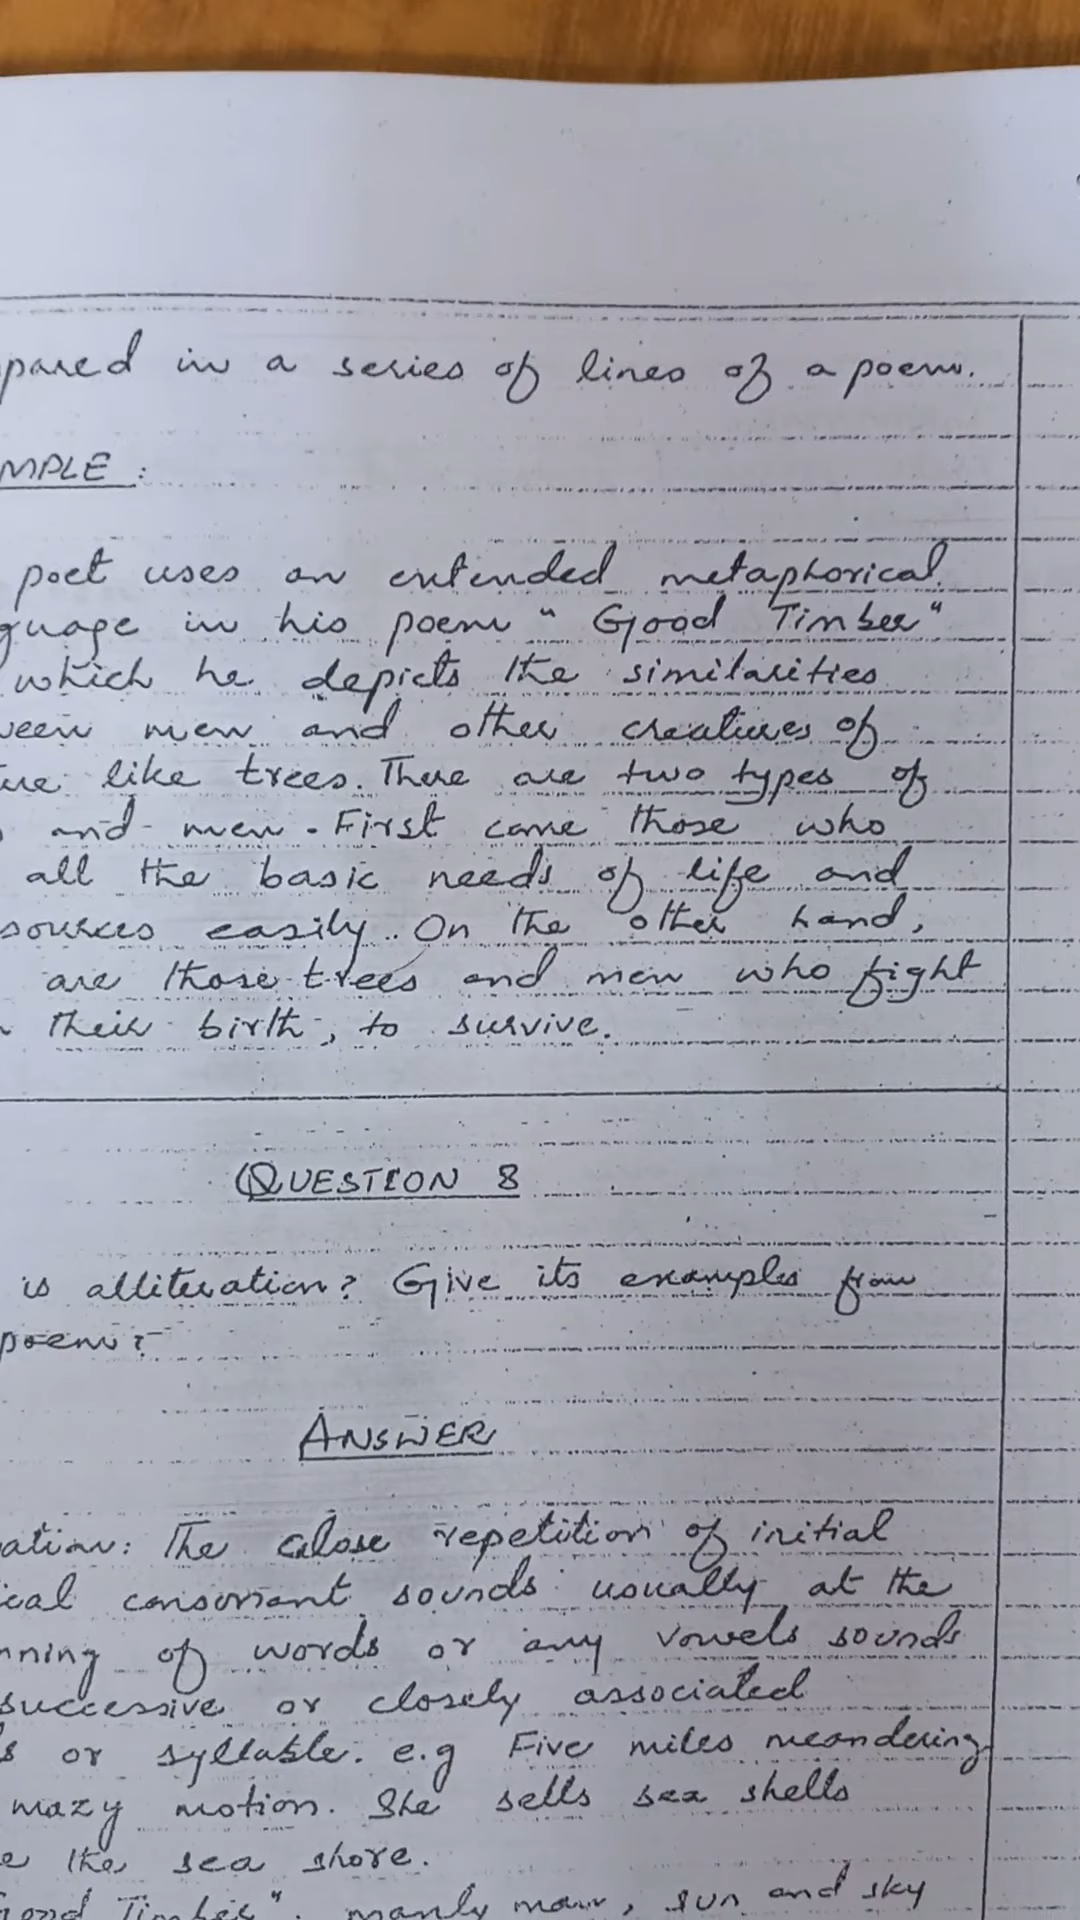 pared in a series of lines of a poem.
MPLE :
poet uses an extended metaphorical
guage in his poem " Good Timber"
which he depicts the similarities
ween men and other creatures of
ure like trees. There are two types of
and men. First come those who
all the basic needs of life and
sources easily. On the other hand,
are those trees and men who fight
their birth, to survive.
QUESTION 8
is alliteration? Give its examples from
poem?
ANSWER
ation: The close repetition of initial
ical consonant sounds usually at the
nning of words or any vowels sounds
successive or closely associated
s or syllable. e.g Five miles meandering
mazy motion. She sells sea shells
e the sea shore.
Good Timber". manly man, sun and sky